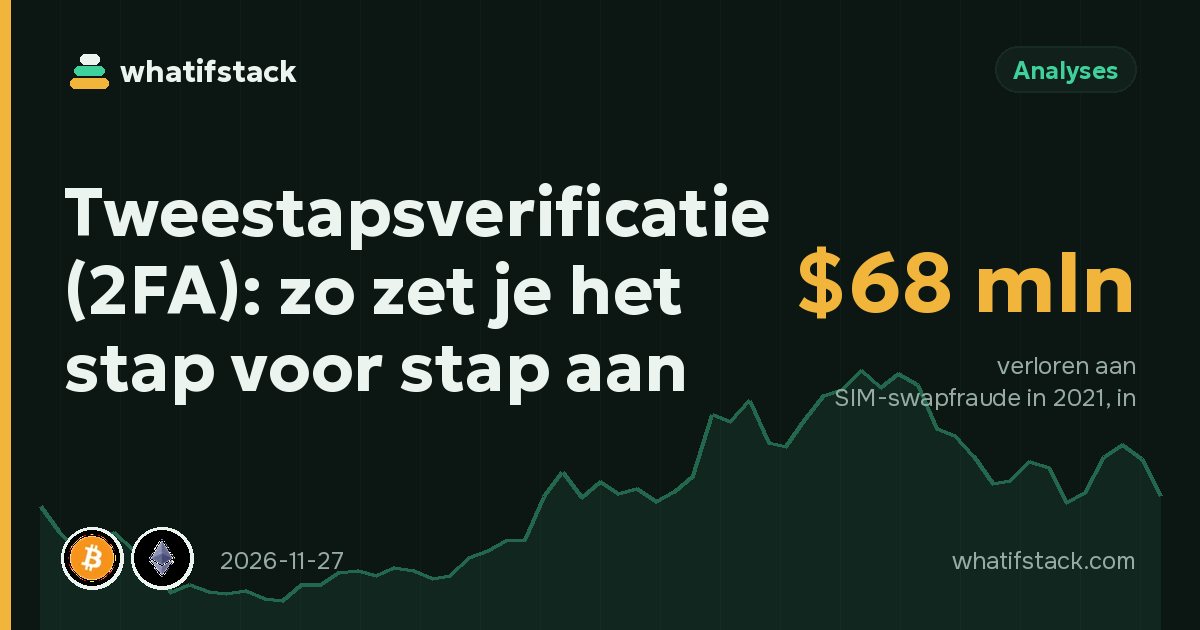 whatifstack
Analyses
Tweestapsverificatie
(2FA): zo zet je het
stap voor stap aan
$68 mln
verloren aan
SIM-swapfraude in 2021, in
2026-11-27
whatifstack.com